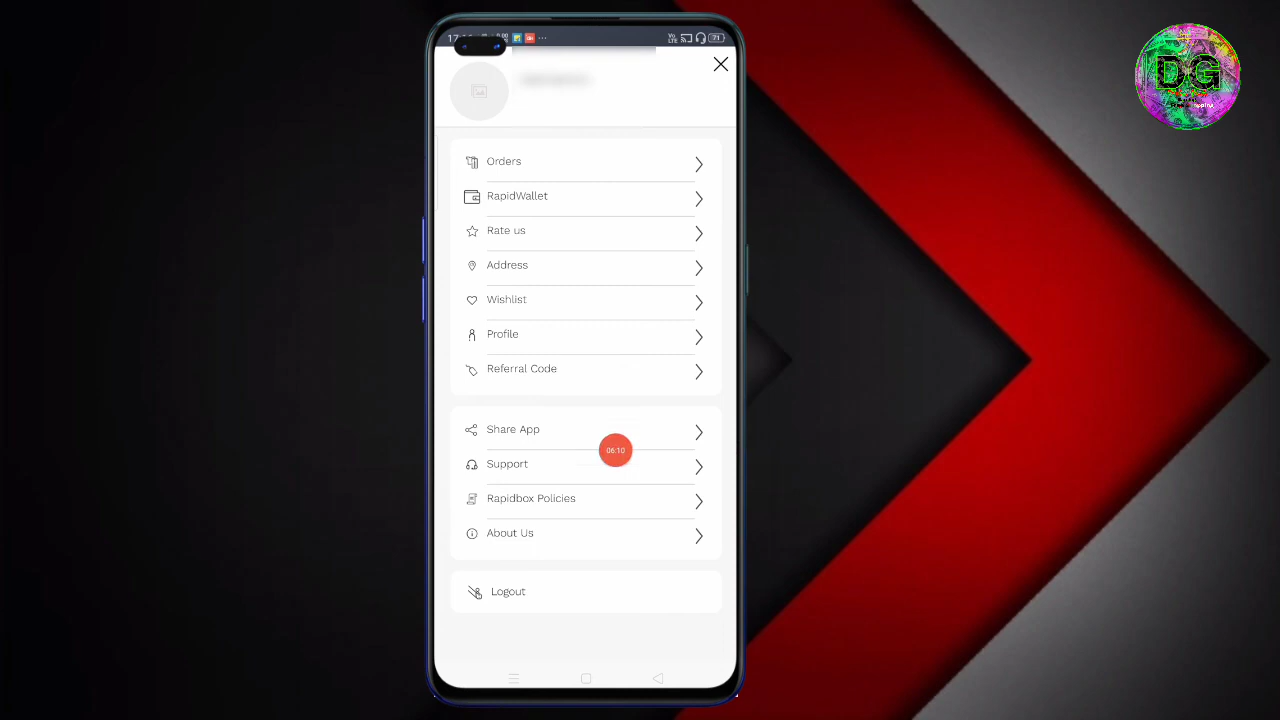 71
Orders
RapidWallet
Rate us
Address
Wishlist
Profile
Referral Code
Share App
06:10
Support
Rapidbox Policies
About Us
Logout
DG